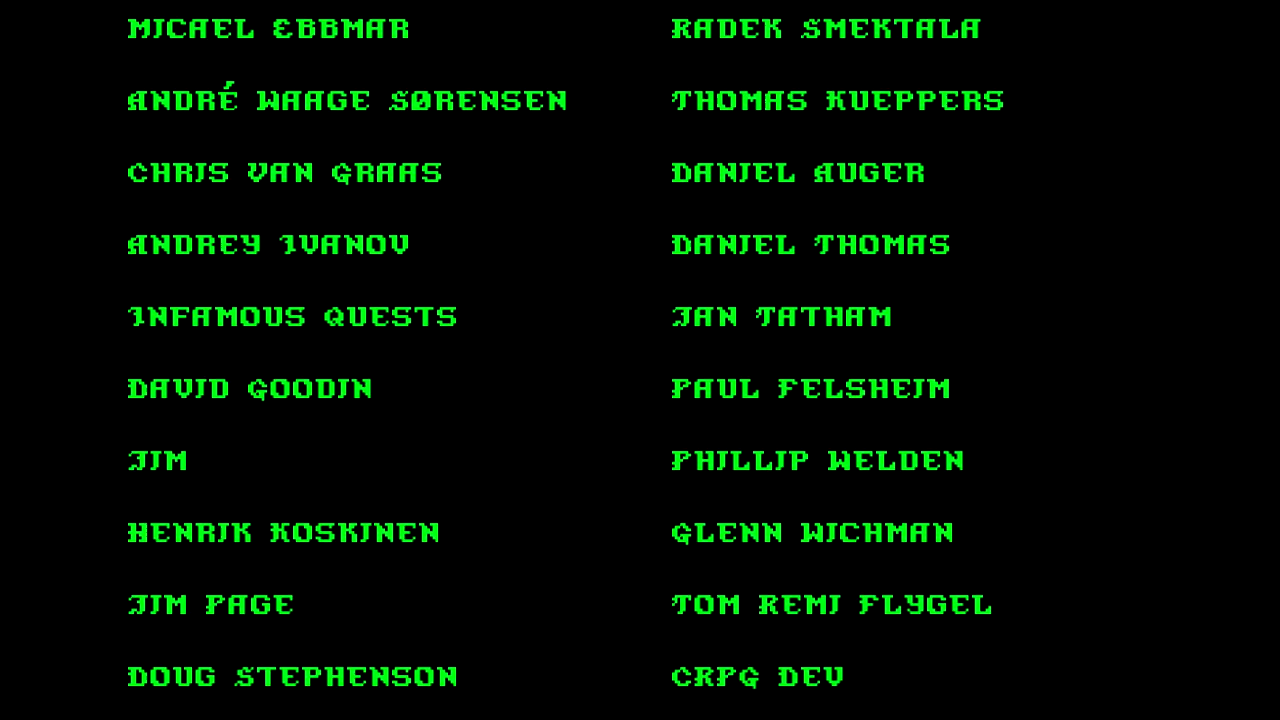 MICAEL EBBMAR
ANDRÉ WAAGE SØRENSEN
CHRIS VAN GRAAS
ANDREY IVANOV
INFAMOUS QUESTS
DAVID GOODIN
JIM
HENRIK KOSKINEN
JIM PAGE
DOUG STEPHENSON
RADEK SMEKTALA
THOMAS KUEPPERS
DANIEL AUGER
DANIEL THOMAS
JAN TATHAM
PAUL FELSHEIM
PHILLIP WELDEN
GLENN WICHMAN
TOM REMI FLYGEL
CRPG DEV